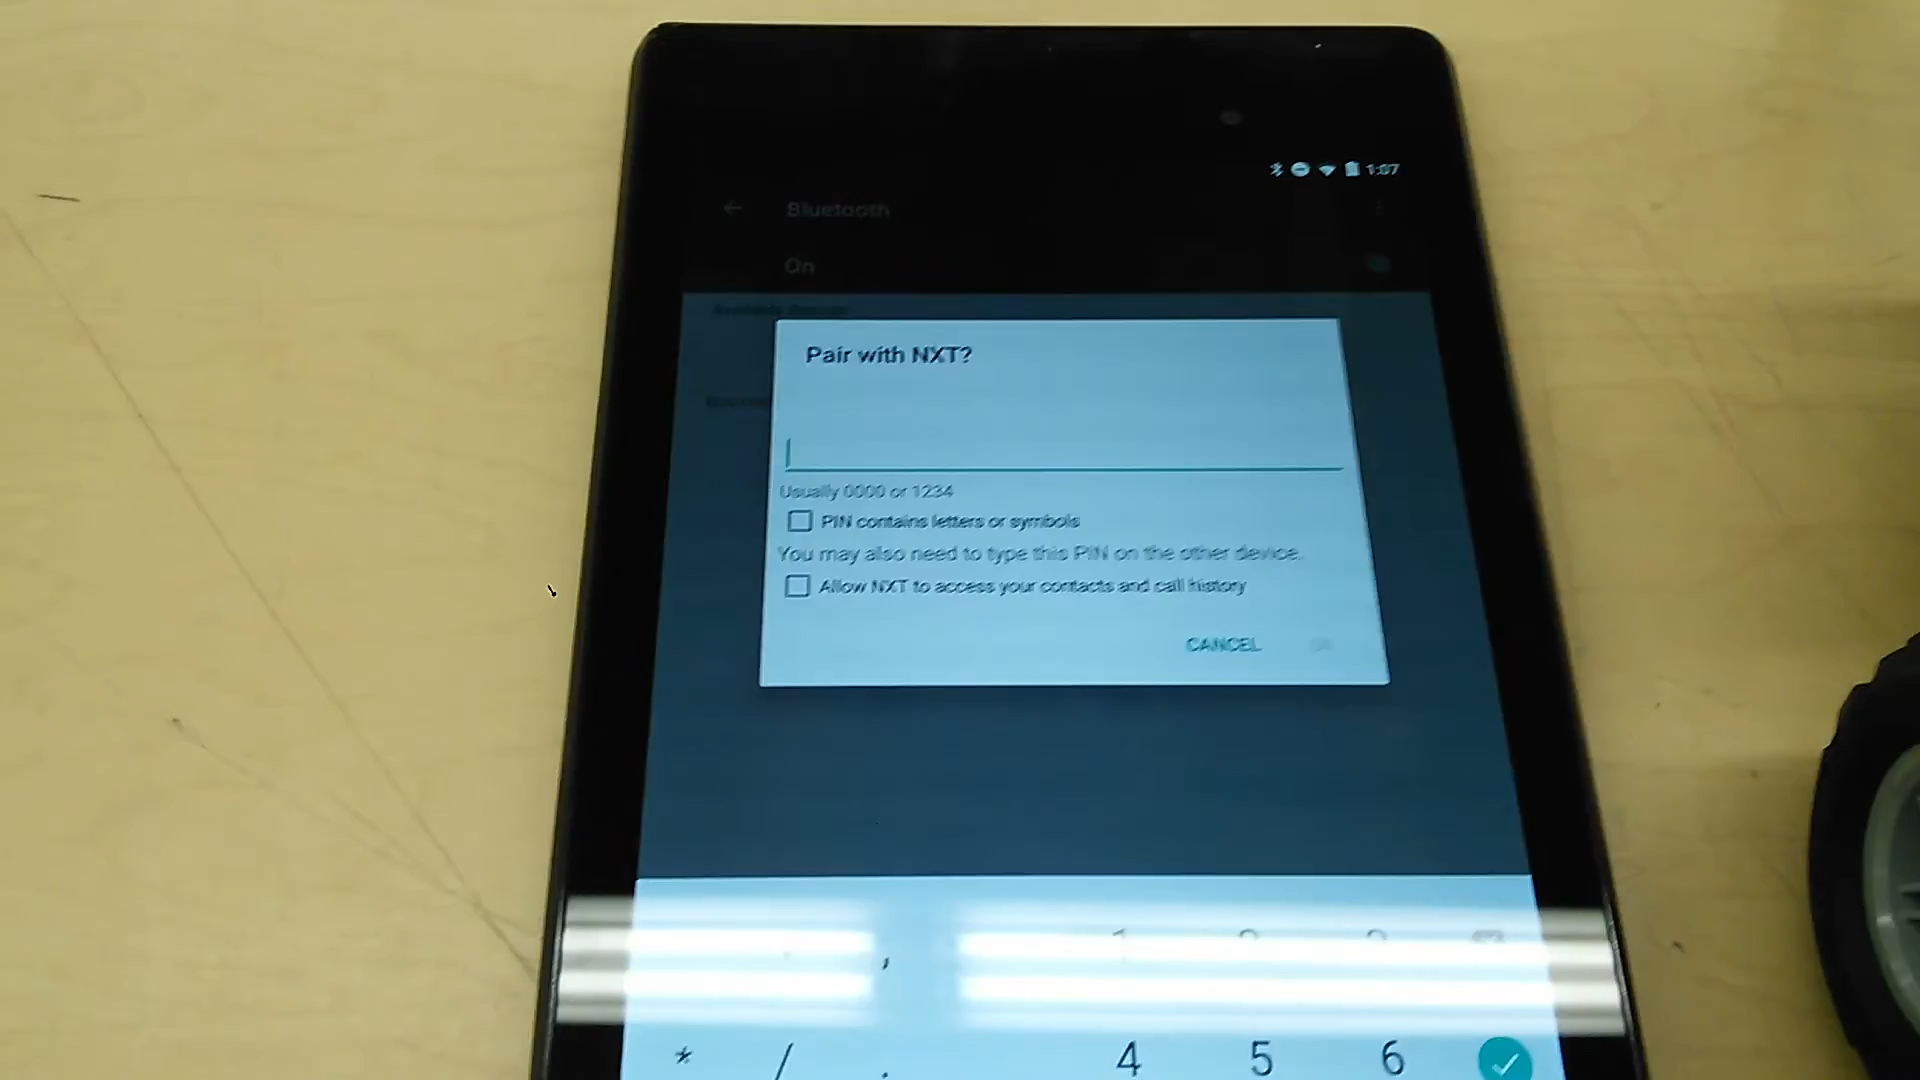 1:07
Bluetooth
On
Available devices
Pair with NXT?
Usually 0000 or 1234
PIN contains letters or symbols
You may also need to type this PIN on the other device.
Allow NXT to access your contacts and call history
CANCEL
,
* / . 4 5 6